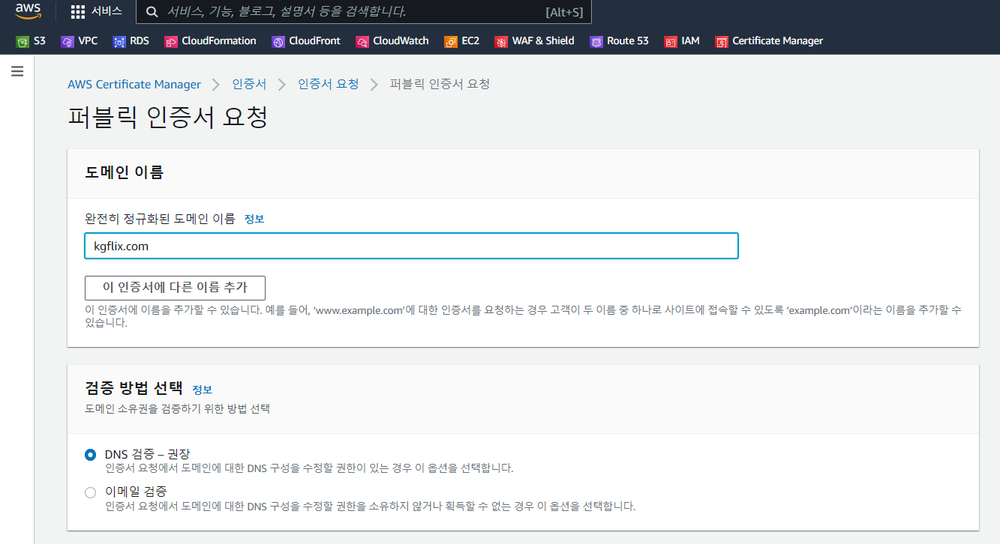 aws 서비스 서비스, 기능, 블로그, 설명서 등을 검색합니다. [Alt+S]
S3 VPC RDS CloudFormation CloudFront CloudWatch EC2 WAF & Shield Route 53 IAM Certificate Manager
AWS Certificate Manager 인증서 인증서 요청 퍼블릭 인증서 요청
퍼블릭 인증서 요청
도메인 이름
완전히 정규화된 도메인 이름 정보
kgflix.com
이 인증서에 다른 이름 추가
이 인증서에 이름을 추가할 수 있습니다. 예를 들어, ‘www.example.com’에 대한 인증서를 요청하는 경우 고객이 두 이름 중 하나로 사이트에 접속할 수 있도록 ‘example.com’이라는 이름을 추가할 수
있습니다.
검증 방법 선택 정보
도메인 소유권을 검증하기 위한 방법 선택
DNS 검증 – 권장
인증서 요청에서 도메인에 대한 DNS 구성을 수정할 권한이 있는 경우 이 옵션을 선택합니다.
이메일 검증
인증서 요청에서 도메인에 대한 DNS 구성을 수정할 권한을 소유하지 않거나 획득할 수 없는 경우 이 옵션을 선택합니다.